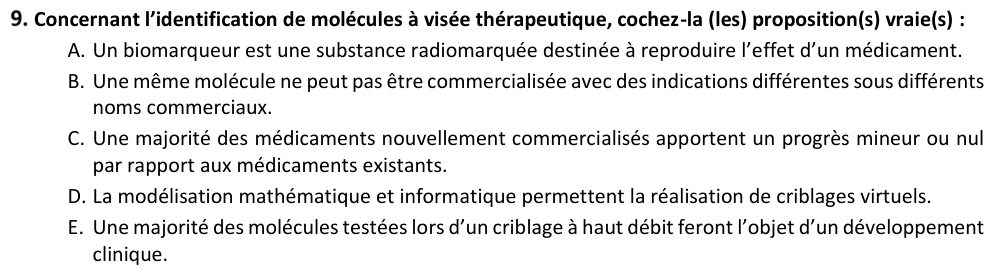 9. Concernant l’identification de molécules à visée thérapeutique, cochez-la (les) proposition(s) vraie(s) :
A. Un biomarqueur est une substance radiomarquée destinée à reproduire l’effet d’un médicament.
B. Une même molécule ne peut pas être commercialisée avec des indications différentes sous différents
noms commerciaux.
C. Une majorité des médicaments nouvellement commercialisés apportent un progrès mineur ou nul
par rapport aux médicaments existants.
D. La modélisation mathématique et informatique permettent la réalisation de criblages virtuels.
E. Une majorité des molécules testées lors d’un criblage à haut débit feront l’objet d’un développement
clinique.